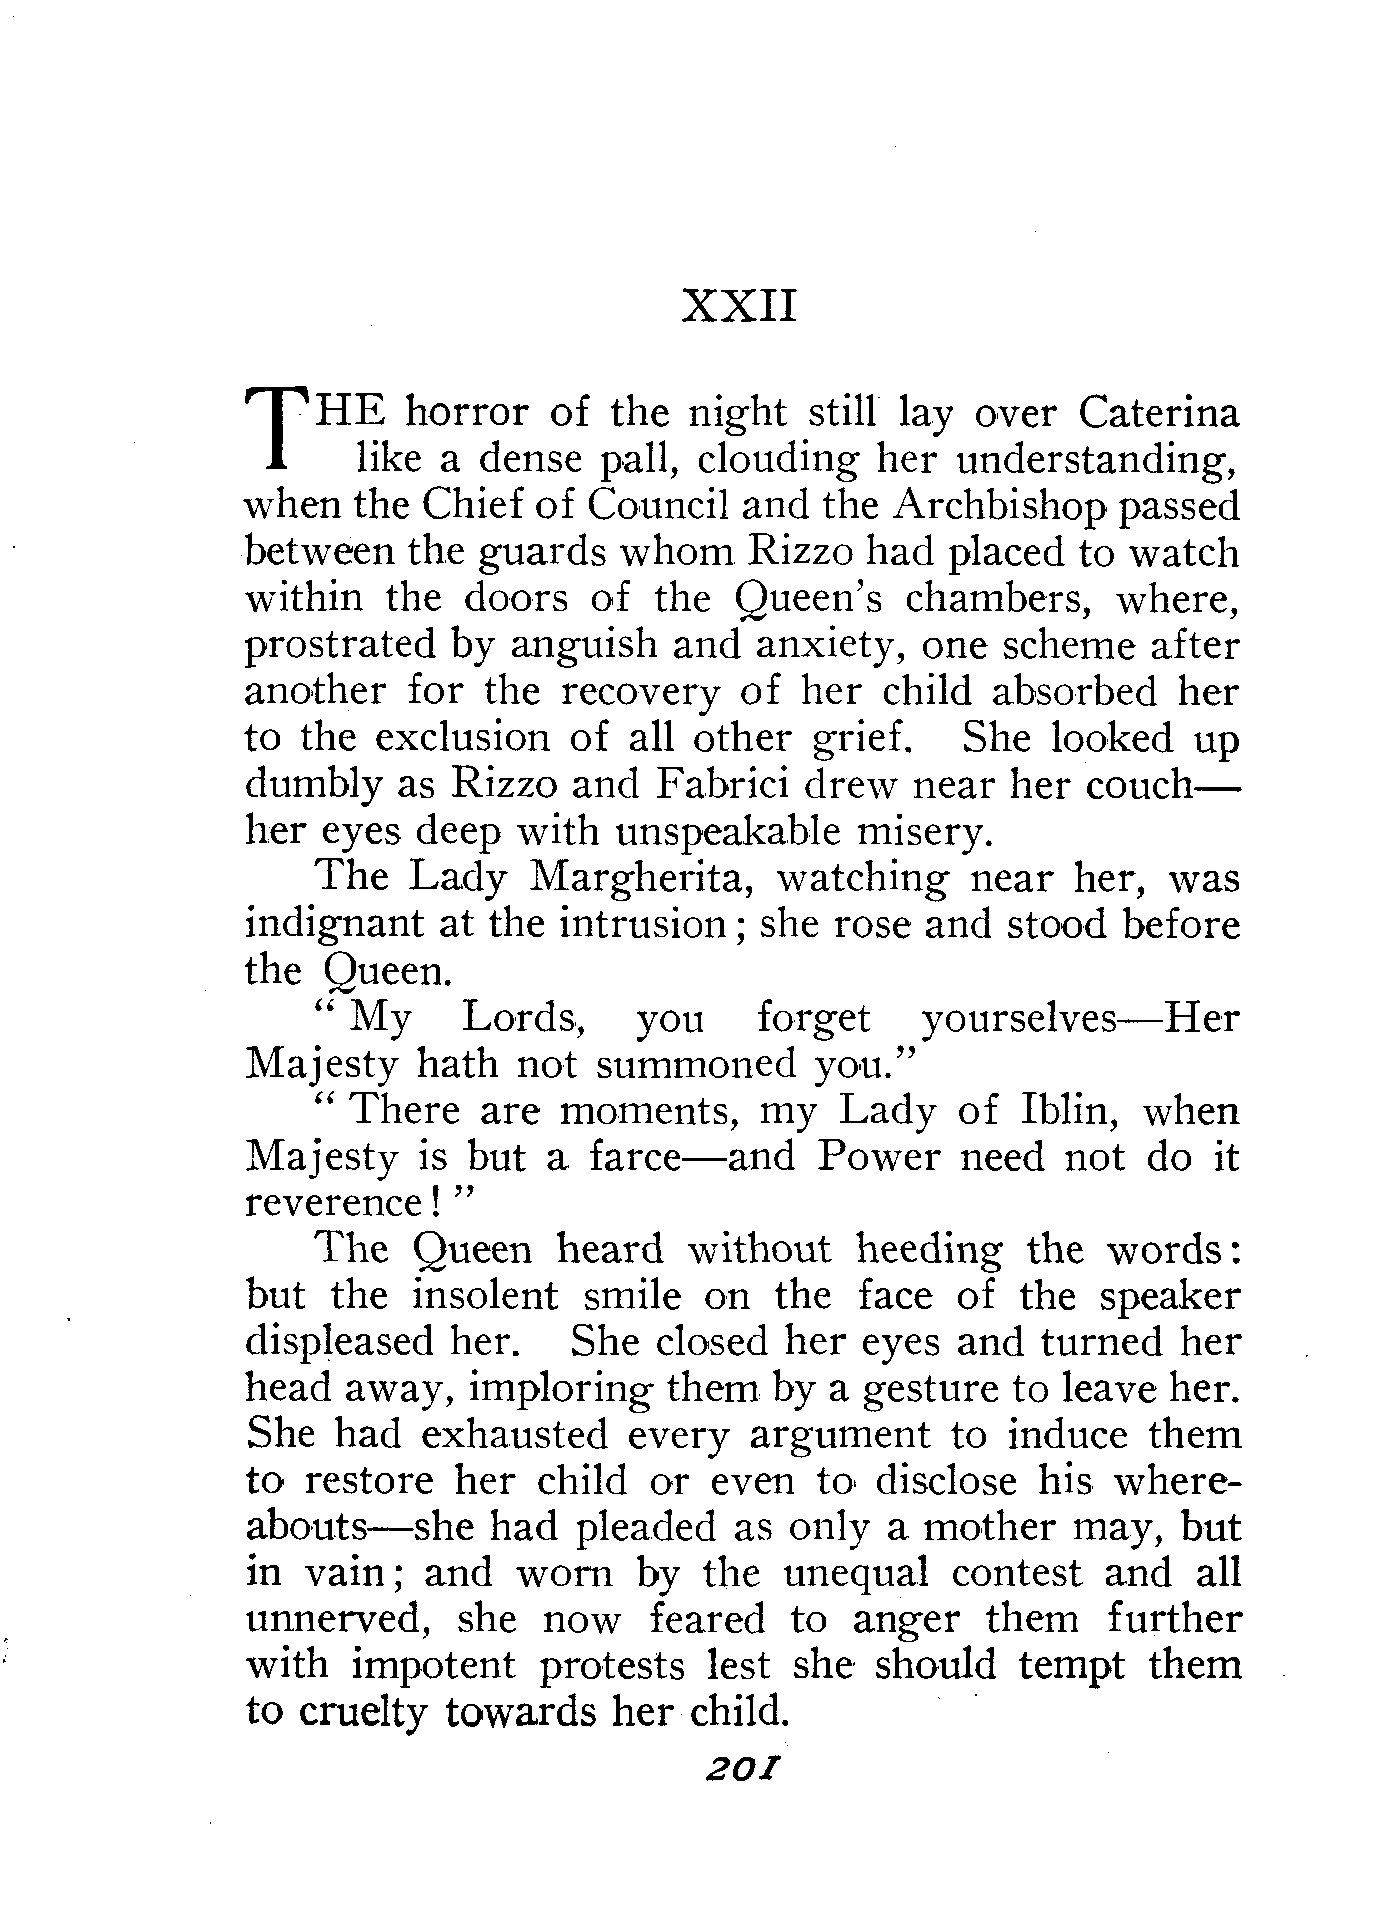 XXII
THE horror of the night still lay over Caterina
like a dense pall, clouding her understanding,
when the Chief of Council and the Archbishop passed
between the guards whom Rizzo had placed to watch
within the doors of the Queen's chambers, where,
prostrated by anguish and anxiety, one scheme after
another for the recovery of her child absorbed her
to the exclusion of all other grief. She looked up
dumbly as Rizzo and Fabrici drew near her couch—
her eyes deep with unspeakable misery.
The Lady Margherita, watching near her, was
indignant at the intrusion; she rose and stood before
the Queen.
“My Lords, you forget yourselves—Her
Majesty hath not summoned you.”
“There are moments, my Lady of Iblin, when
Majesty is but a farce—and Power need not do it
reverence!”
The Queen heard without heeding the words:
but the insolent smile on the face of the speaker
displeased her. She closed her eyes and turned her
head away, imploring them by a gesture to leave her.
She had exhausted every argument to induce them
to restore her child or even to disclose his where-
abouts—she had pleaded as only a mother may, but
in vain; and worn by the unequal contest and all
unnerved, she now feared to anger them further
with impotent protests lest she should tempt them
to cruelty towards her child.
201